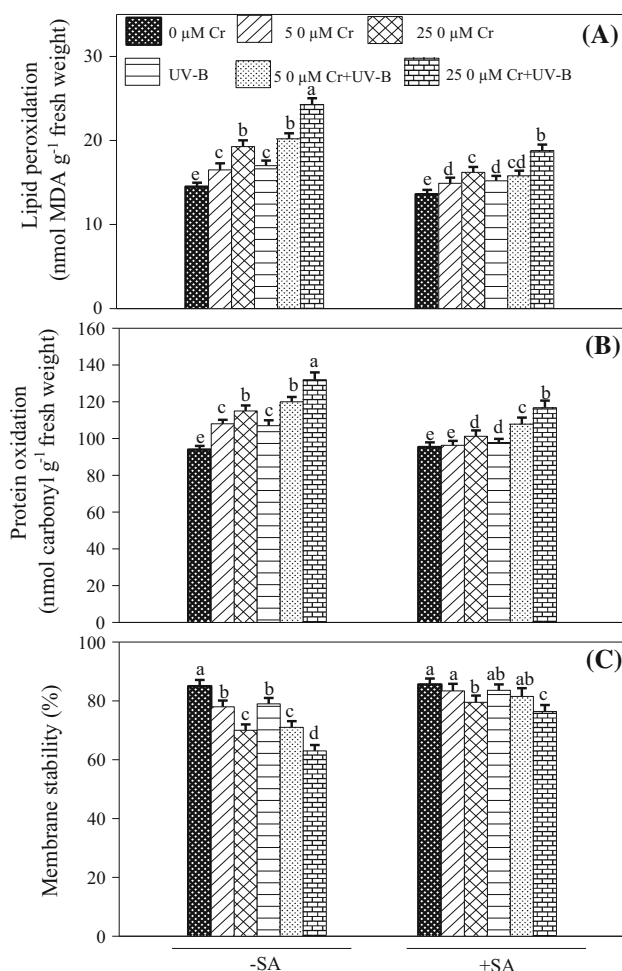 0 µM Cr 5 0 µM Cr 25 0 µM Cr (A)
UV-B 5 0 µM Cr+UV-B 25 0 µM Cr+UV-B
Lipid peroxidation
(nmol MDA g-1 fresh weight)
30
20
10
0
e c b c b a
e d c d cd b
(B)
Protein oxidation
(nmol carbonyl g-1 fresh weight)
160
140
120
100
80
60
40
20
0
e c b c b a
e e d d c b
(C)
Membrane stability (%)
100
80
60
40
20
0
a b c b c d
a a b ab ab c
-SA +SA